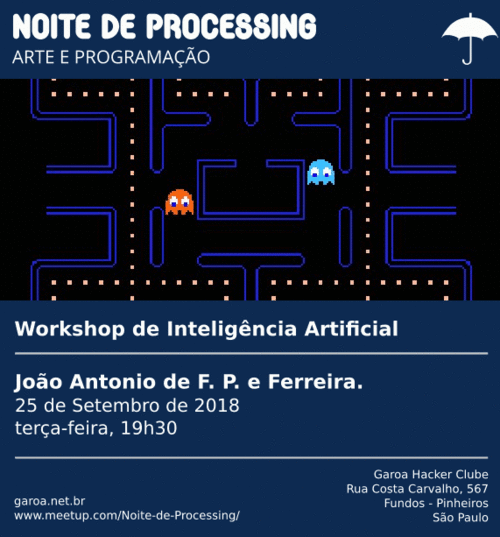 NOITE DE PROCESSING
ARTE E PROGRAMAÇÃO
Workshop de Inteligência Artificial
João Antonio de F. P. e Ferreira.
25 de Setembro de 2018
terça-feira, 19h30
garoa.net.br
www.meetup.com/Noite-de-Processing/
Garoa Hacker Clube
Rua Costa Carvalho, 567
Fundos - Pinheiros
São Paulo